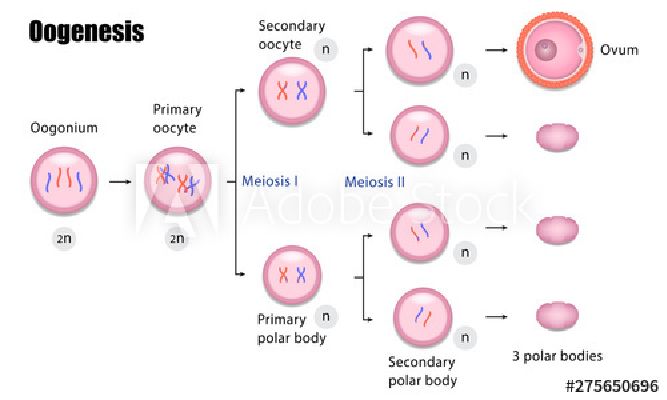 Oogenesis
Secondary
oocyte
n
n
Ovum
Primary
oocyte
Oogonium
n
Meiosis I
Meiosis II
Adobe Stock
2n
2n
n
Primary
polar body
n
n
Secondary
polar body
3 polar bodies
#275650696